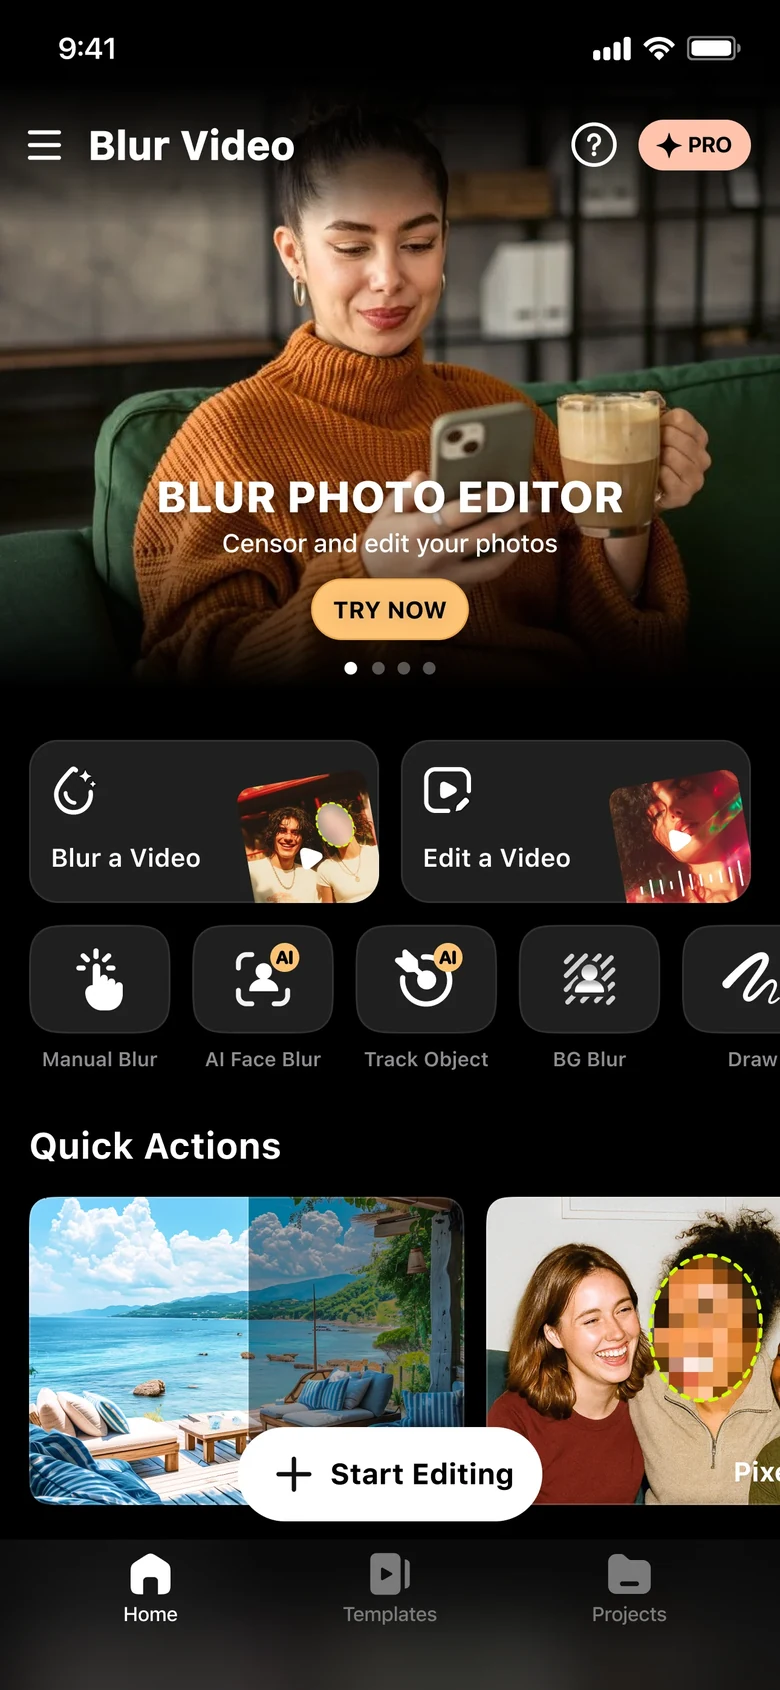 9:41
Blur Video
PRO
BLUR PHOTO EDITOR
Censor and edit your photos
TRY NOW
Blur a Video
Edit a Video
AI
AI
Manual Blur
AI Face Blur
Track Object
BG Blur
Draw
Quick Actions
Pixe
Start Editing
Home
Templates
Projects